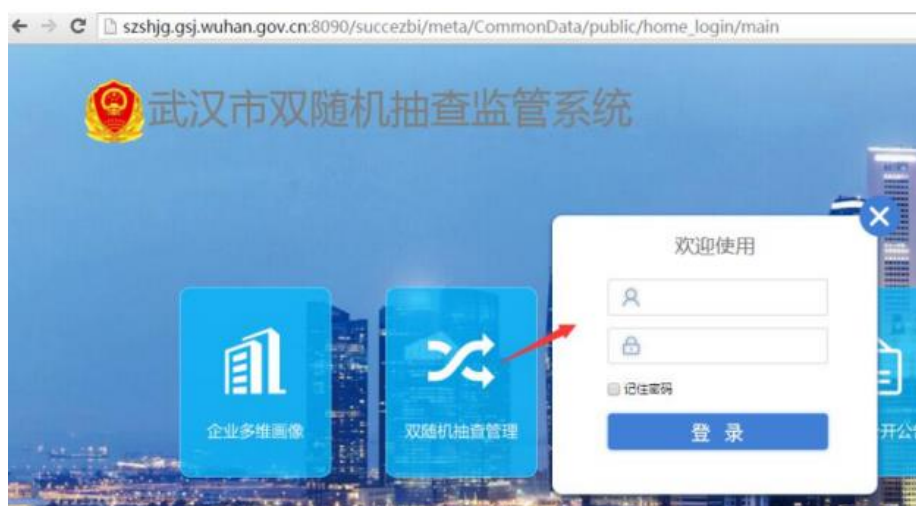 szshjg.gsj.wuhan.gov.cn:8090/succezbi/meta/CommonData/public/home_login/main
武汉市双随机抽查监管系统
欢迎使用
记住密码
登 录
企业多维画像
双随机抽查管理
开公